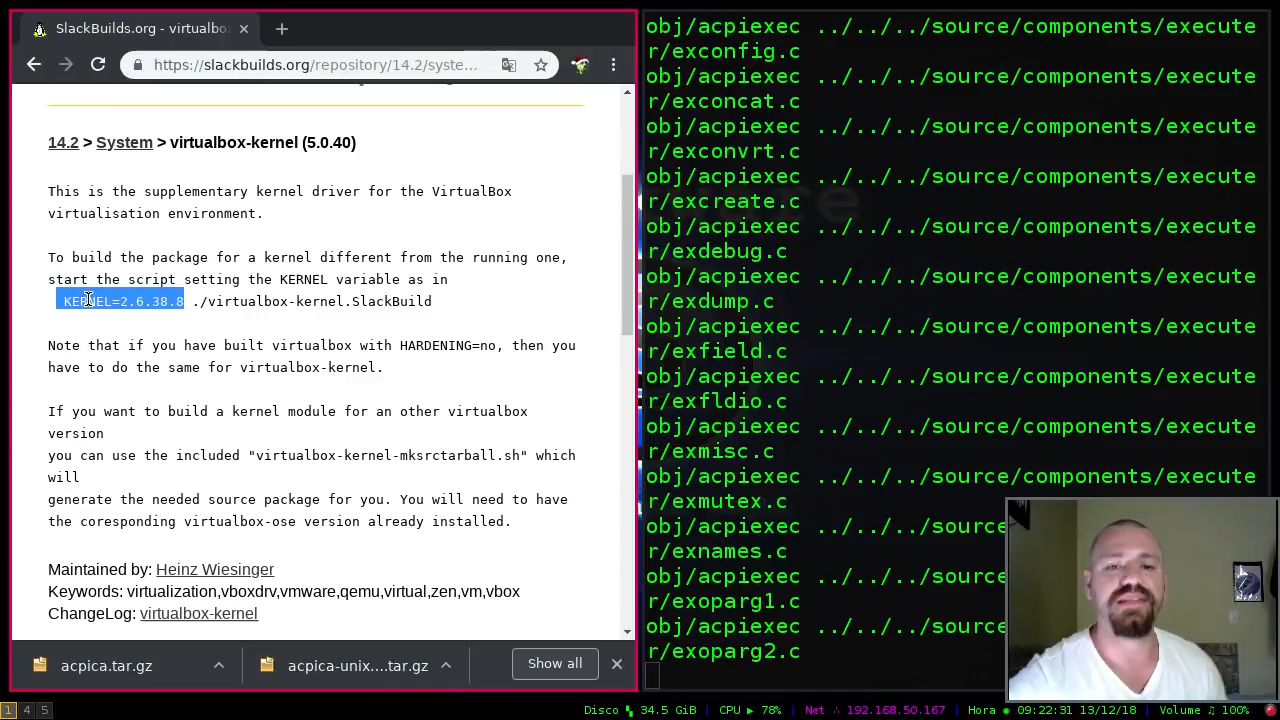 SlackBuilds.org - virtualbo
https://slackbuilds.org/repository/14.2/syste...
14.2 > System > virtualbox-kernel (5.0.40)
This is the supplementary kernel driver for the VirtualBox
virtualisation environment.
To build the package for a kernel different from the running one,
start the script setting the KERNEL variable as in
KERNEL=2.6.38.8 ./virtualbox-kernel.SlackBuild
Note that if you have built virtualbox with HARDENING=no, then you
have to do the same for virtualbox-kernel.
If you want to build a kernel module for an other virtualbox
version
you can use the included "virtualbox-kernel-mksrctarball.sh" which
will
generate the needed source package for you. You will need to have
the coresponding virtualbox-ose version already installed.
Maintained by: Heinz Wiesinger
Keywords: virtualization,vboxdrv,vmware,qemu,virtual,zen,vm,vbox
ChangeLog: virtualbox-kernel
acpica.tar.gz
acpica-unix....tar.gz
Show all
obj/acpiexec ../../../source/components/execute
r/exconfig.c
obj/acpiexec ../../../source/components/execute
r/exconcat.c
obj/acpiexec ../../../source/components/execute
r/exconvrt.c
obj/acpiexec ../../../source/components/execute
r/excreate.c
obj/acpiexec ../../../source/components/execute
r/exdebug.c
obj/acpiexec ../../../source/components/execute
r/exdump.c
obj/acpiexec ../../../source/components/execute
r/exfield.c
obj/acpiexec ../../../source/components/execute
r/exfldio.c
obj/acpiexec ../../../source/components/execute
r/exmisc.c
obj/acpiexec ../../../source/components/execute
r/exmutex.c
obj/acpiexec ../../../source
r/exnames.c
obj/acpiexec ../../../source
r/exoparg1.c
obj/acpiexec ../../../source
r/exoparg2.c
1 4 5
Disco 34.5 GiB | CPU ▶ 78% | Net 192.168.50.167 | Hora ◉ 09:22:31 13/12/18 | Volume ♫ 100%